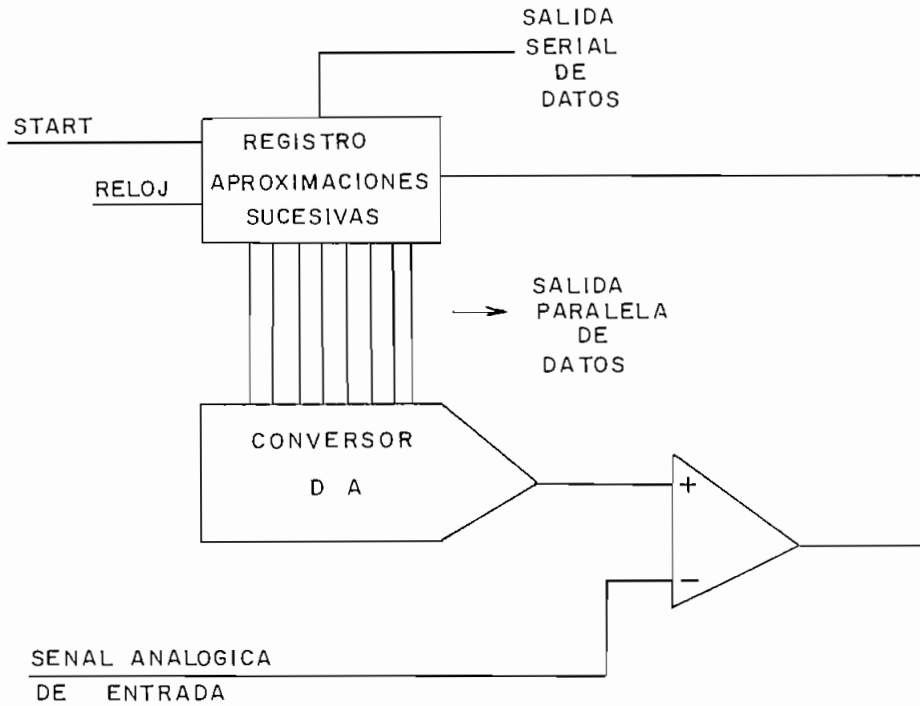 SALIDA
SERIAL
DE
DATOS
START
REGISTRO
RELOJ
APROXIMACIONES
SUCESIVAS
SALIDA
PARALELA
DE
DATOS
CONVERSOR
D A
+
−
SENAL ANALOGICA
DE ENTRADA